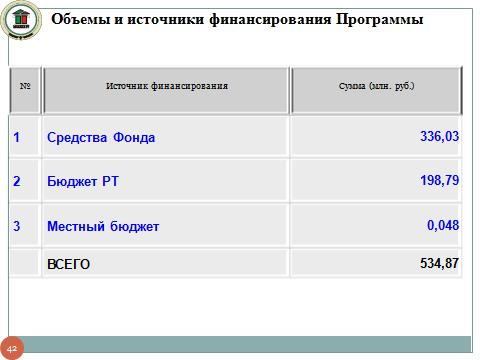 Объемы и источники финансирования Программы
№ Источник финансирования Сумма (млн. руб.)
1 Средства Фонда 336,03
2 Бюджет РТ 198,79
3 Местный бюджет 0,048
ВСЕГО 534,87
42